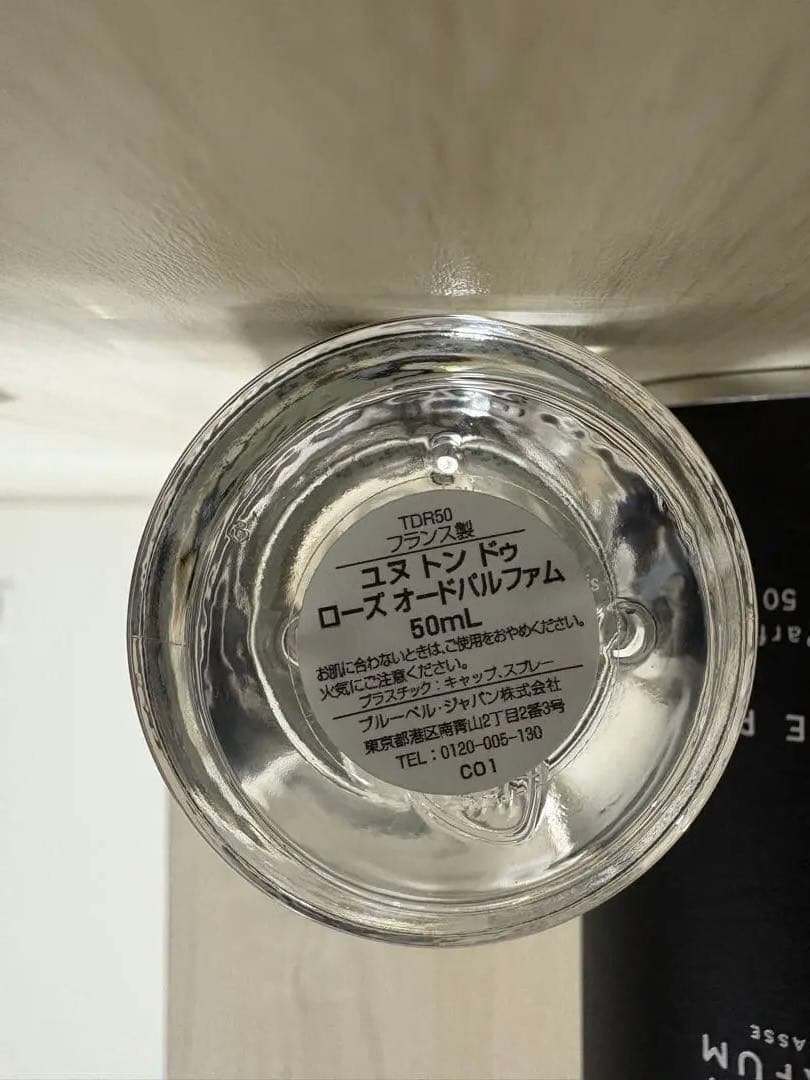 TDR50
フランス製
ユヌ トン ドゥ
ローズ オードパルファム
50mL
お肌に合わないときは、ご使用をおやめください。
火気にご注意ください。
プラスチック：キャップ、スプレー
ブルーベル・ジャパン株式会社
東京都港区南青山2丁目2番3号
TEL：0120-005-130
C01
50
ER
ASSE
FUM